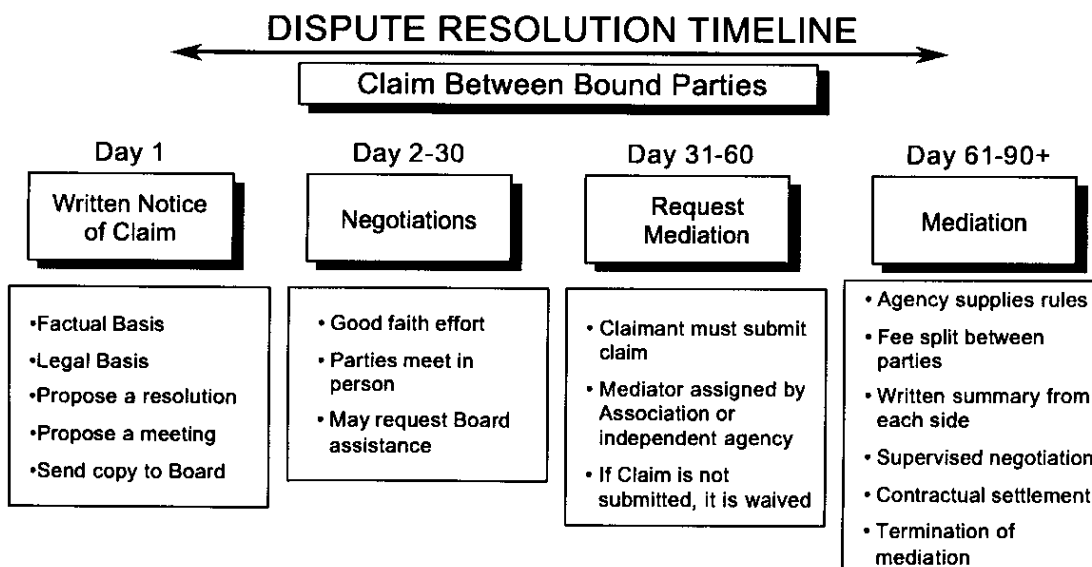 DISPUTE RESOLUTION TIMELINE
Claim Between Bound Parties
Day 1
Written Notice
of Claim
•Factual Basis
•Legal Basis
•Propose a resolution
•Propose a meeting
•Send copy to Board
Day 2-30
Negotiations
• Good faith effort
• Parties meet in
person
• May request Board
assistance
Day 31-60
Request
Mediation
• Claimant must submit
claim
• Mediator assigned by
Association or
independent agency
• If Claim is not
submitted, it is waived
Day 61-90+
Mediation
• Agency supplies rules
• Fee split between
parties
• Written summary from
each side
• Supervised negotiation
• Contractual settlement
• Termination of
mediation